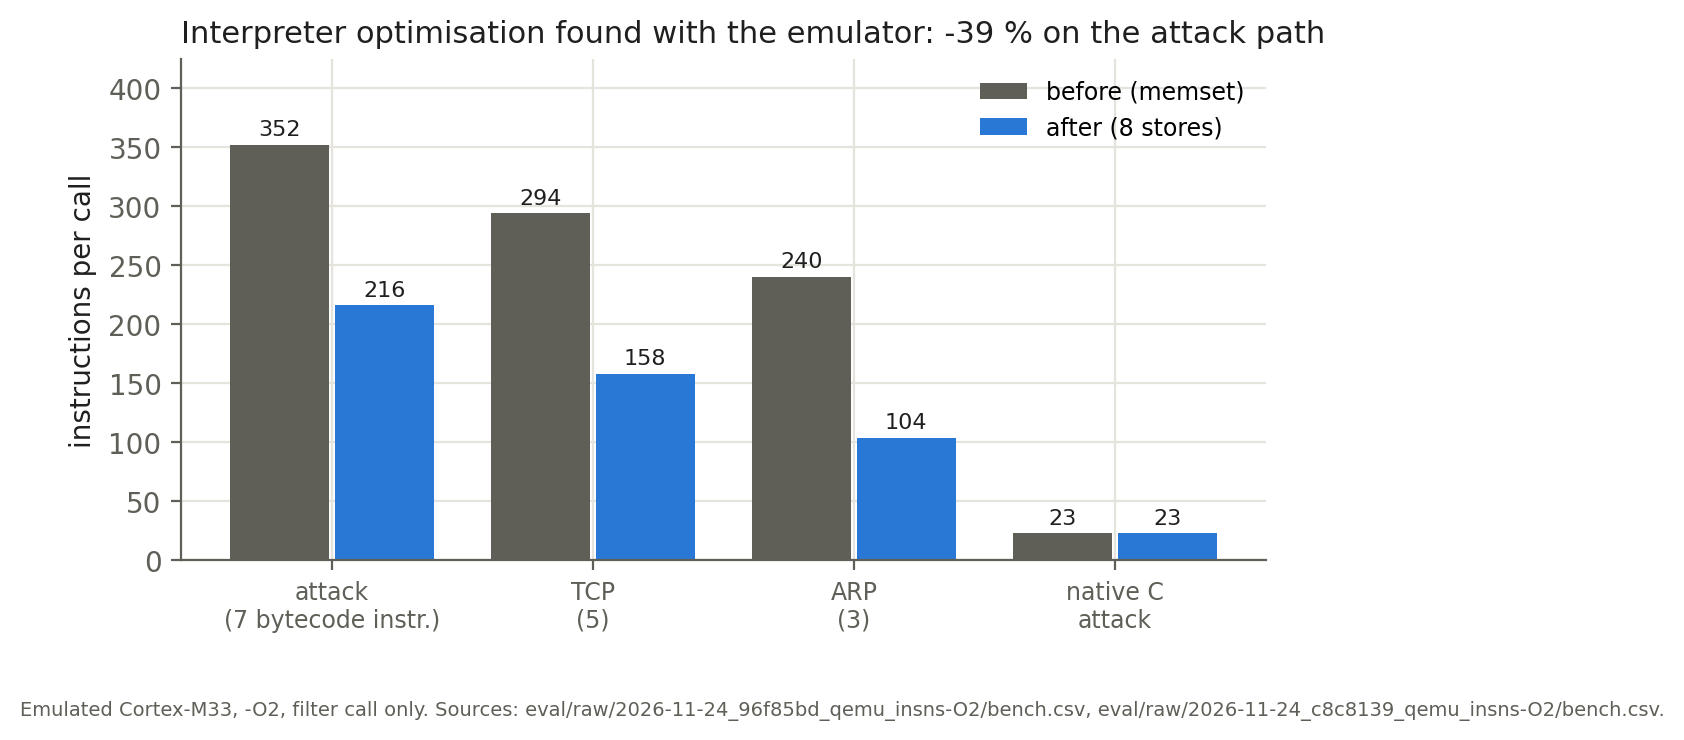 Interpreter optimisation found with the emulator: -39 % on the attack path
before (memset)
after (8 stores)
instructions per call
400
350
300
250
200
150
100
50
0
352
216
294
158
240
104
23
23
attack
(7 bytecode instr.)
TCP
(5)
ARP
(3)
native C
attack
Emulated Cortex-M33, -O2, filter call only. Sources: eval/raw/2026-11-24_96f85bd_qemu_insns-O2/bench.csv, eval/raw/2026-11-24_c8c8139_qemu_insns-O2/bench.csv.